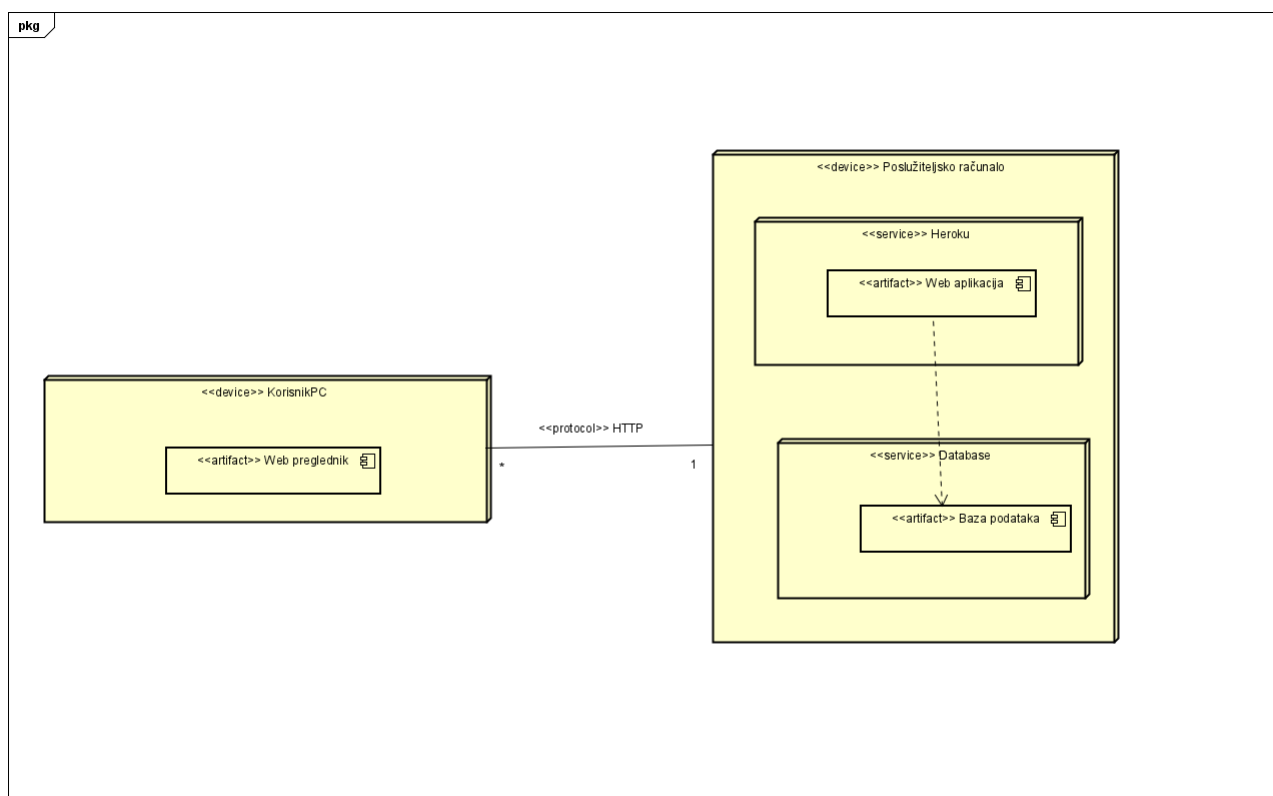 pkg
<<device>> Poslužiteljsko računalo
<<service>> Heroku
<<artifact>> Web aplikacija
<<device>> KorisnikPC
<<artifact>> Web preglednik
<<protocol>> HTTP
*
1
<<service>> Database
<<artifact>> Baza podataka